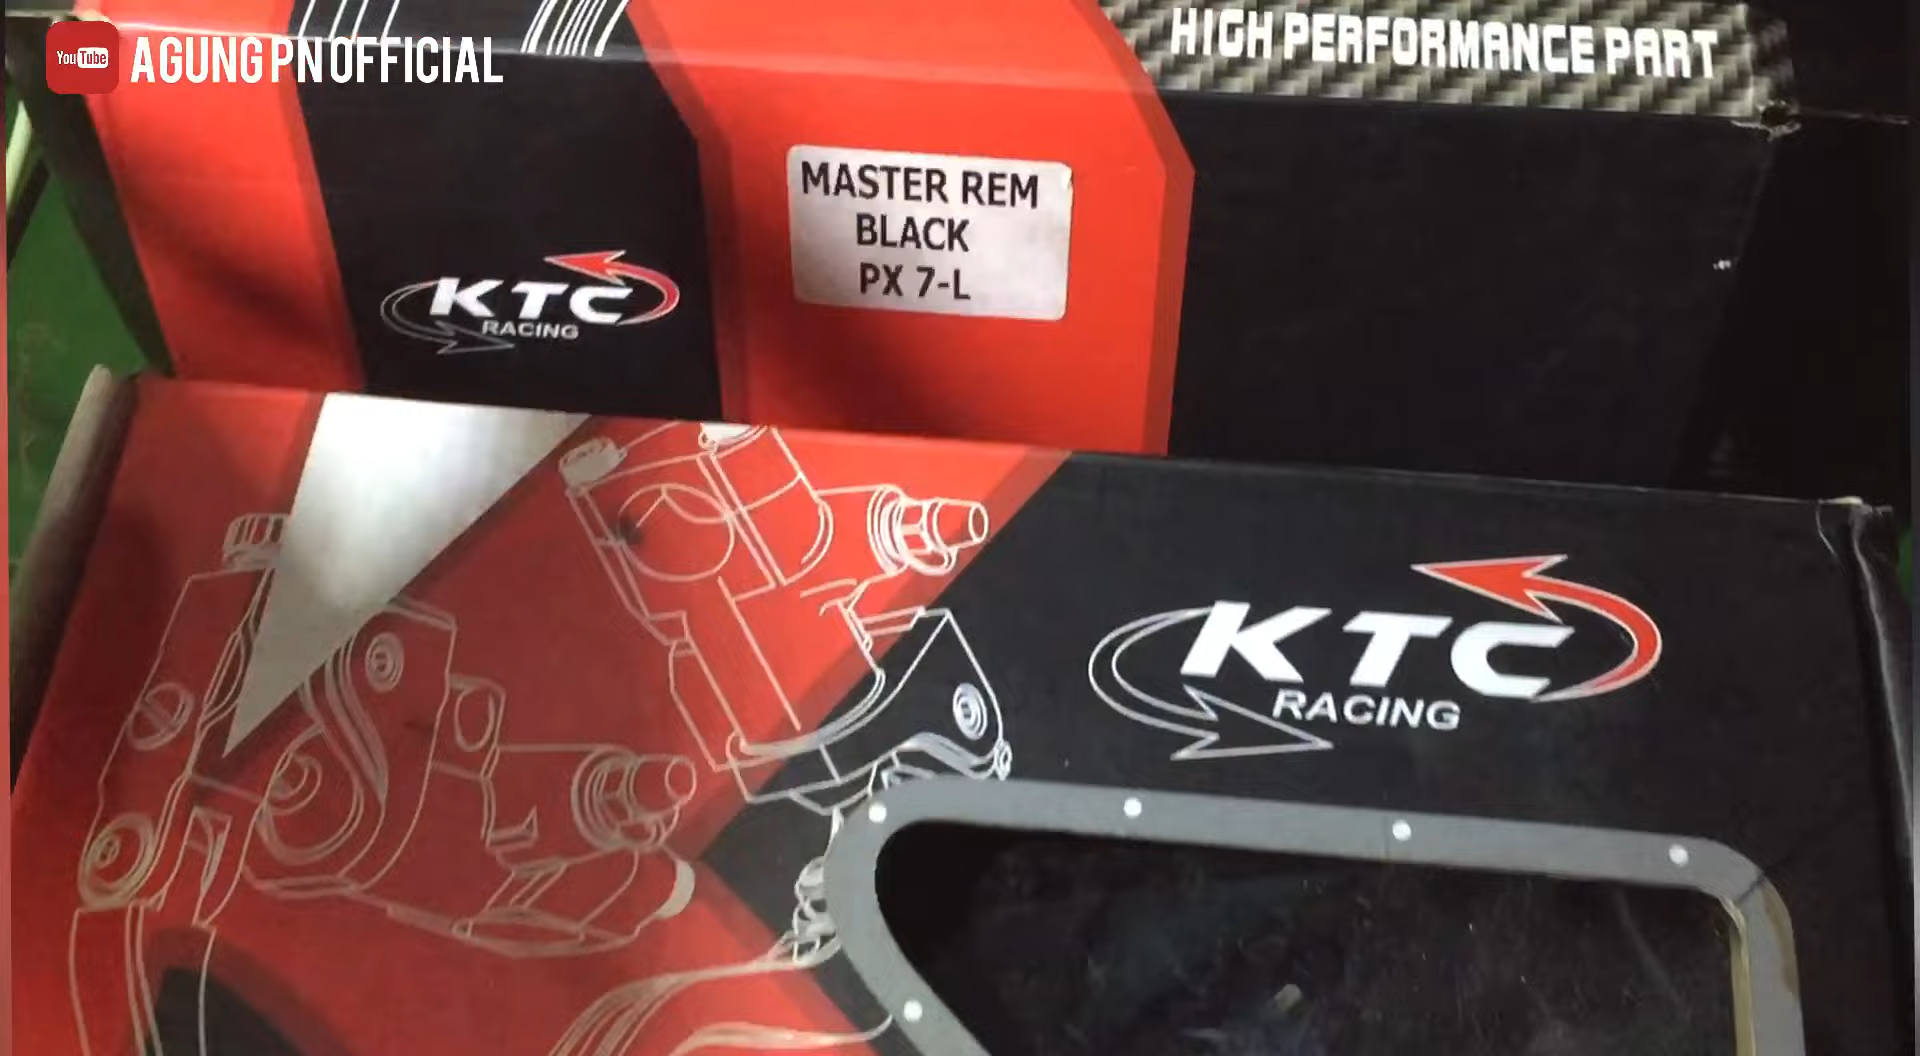 YouTube AGUNG PN OFFICIAL
HIGH PERFORMANCE PART
MASTER REM
BLACK
PX 7-L
KTC
RACING
KTC
RACING